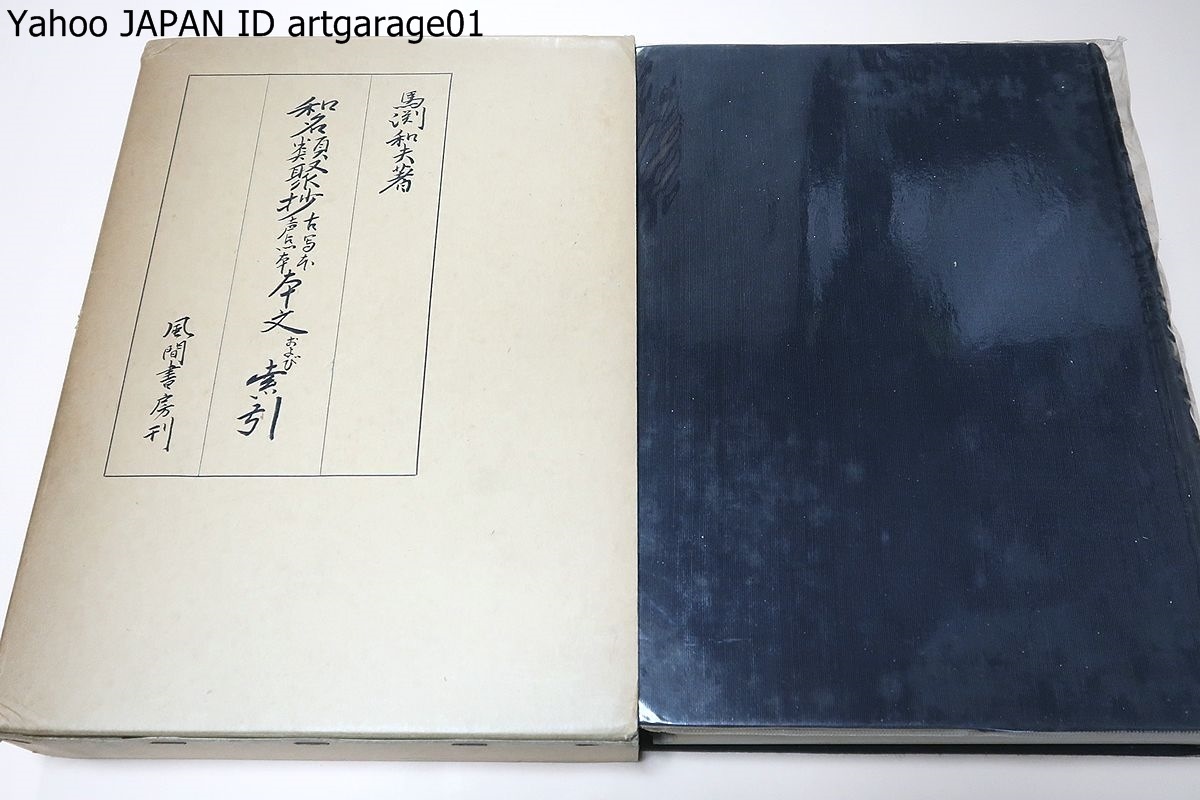 Yahoo JAPAN ID artgarage01
馬渕和夫著
和名類聚抄古写本声点本本文および索引
風間書房刊